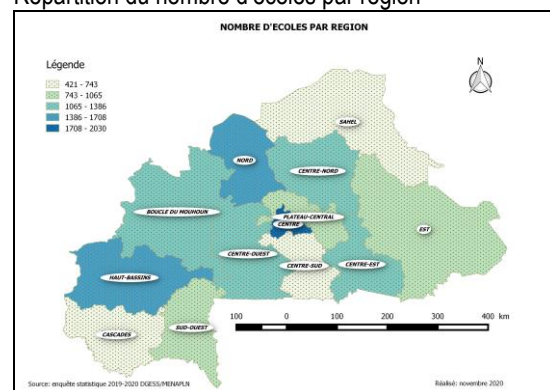 Répartition du nombre d'écoles par région
NOMBRE D'ECOLES PAR REGION
Légende
421 - 743
743 - 1065
1065 - 1386
1386 - 1708
1708 - 2030
N
SAHEL
NORD
CENTRE-NORD
BOUCLE DU MOUHOUN
PLATEAU-CENTRAL
CENTRE
EST
CENTRE-OUEST
CENTRE-SUD
CENTRE-EST
HAUT-BASSINS
CASCADES
SUD-OUEST
100 0 100 200 300 400 km
Source: enquête statistique 2019-2020 DGESS/MENAPLN
Réalisé: novembre 2020